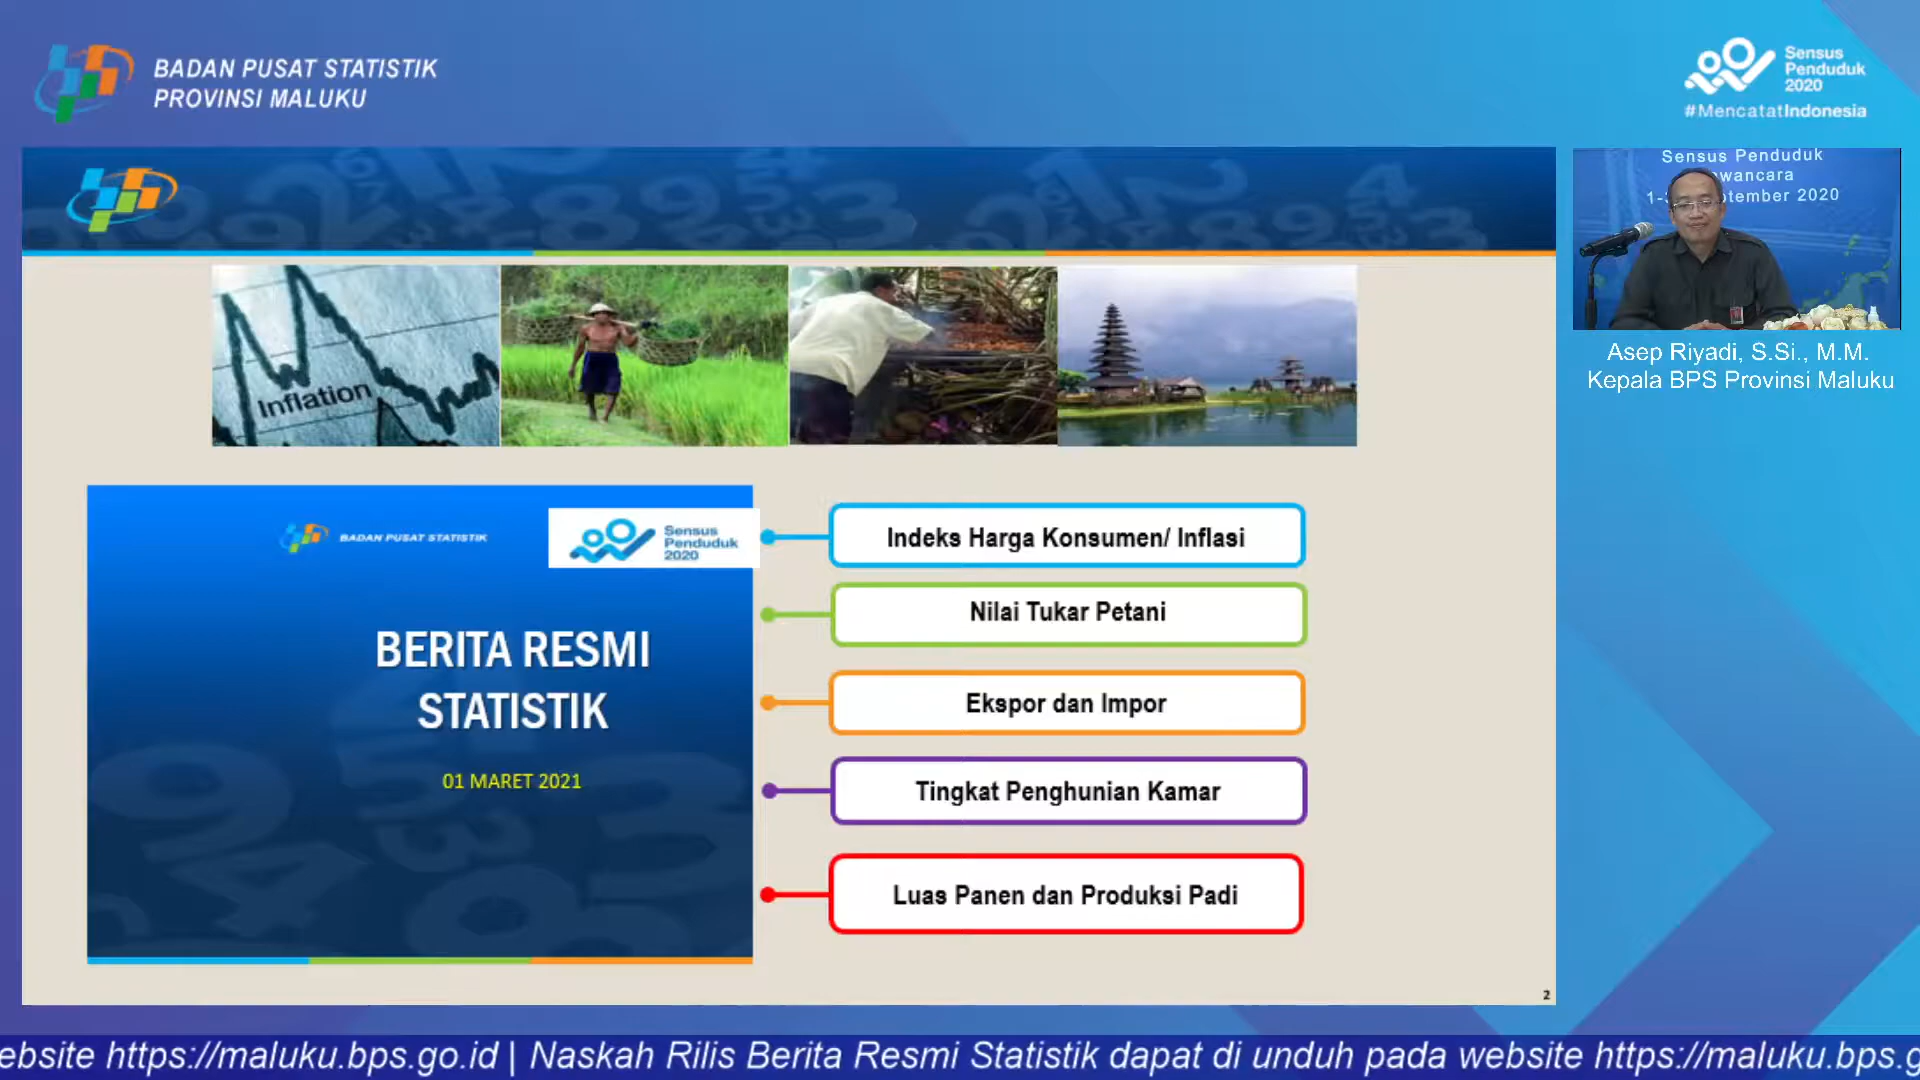 BADAN PUSAT STATISTIK
PROVINSI MALUKU
Sensus
Penduduk
2020
#MencatatIndonesia
Sensus Penduduk
wancara
tember 2020
Asep Riyadi, S.Si., M.M.
Kepala BPS Provinsi Maluku
Inflation
BADAN PUSAT STATISTIK
Sensus
Penduduk
2020
BERITA RESMI
STATISTIK
01 MARET 2021
Indeks Harga Konsumen/ Inflasi
Nilai Tukar Petani
Ekspor dan Impor
Tingkat Penghunian Kamar
Luas Panen dan Produksi Padi
2
ebsite https://maluku.bps.go.id | Naskah Rilis Berita Resmi Statistik dapat di unduh pada website https://maluku.bps.g